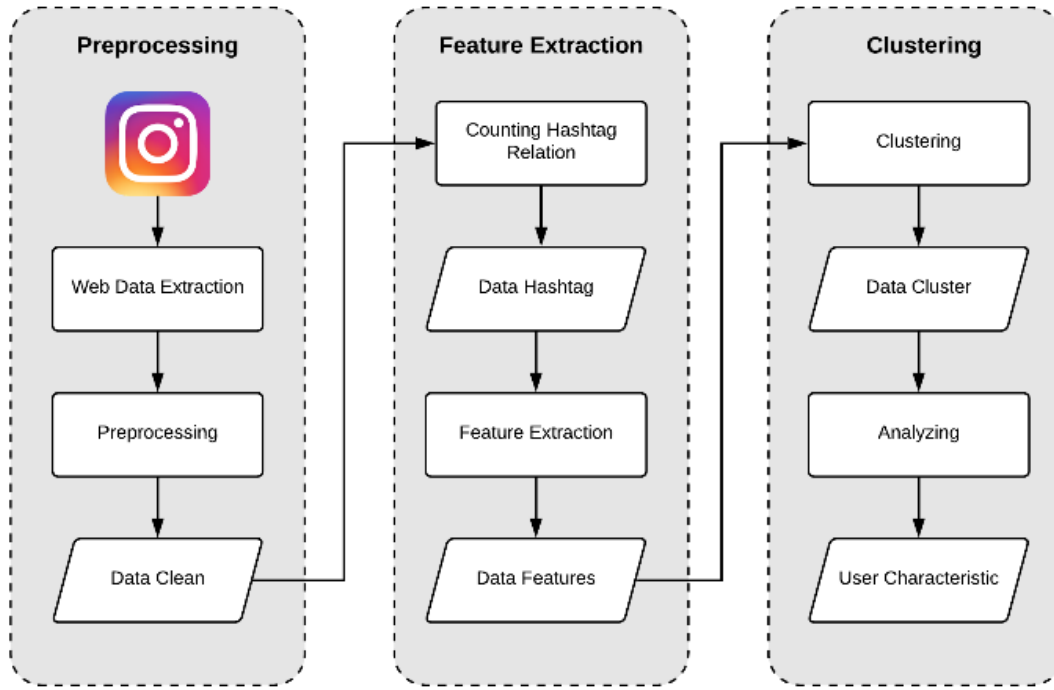 Preprocessing
Web Data Extraction
Preprocessing
Data Clean
Feature Extraction
Counting Hashtag
Relation
Data Hashtag
Feature Extraction
Data Features
Clustering
Clustering
Data Cluster
Analyzing
User Characteristic